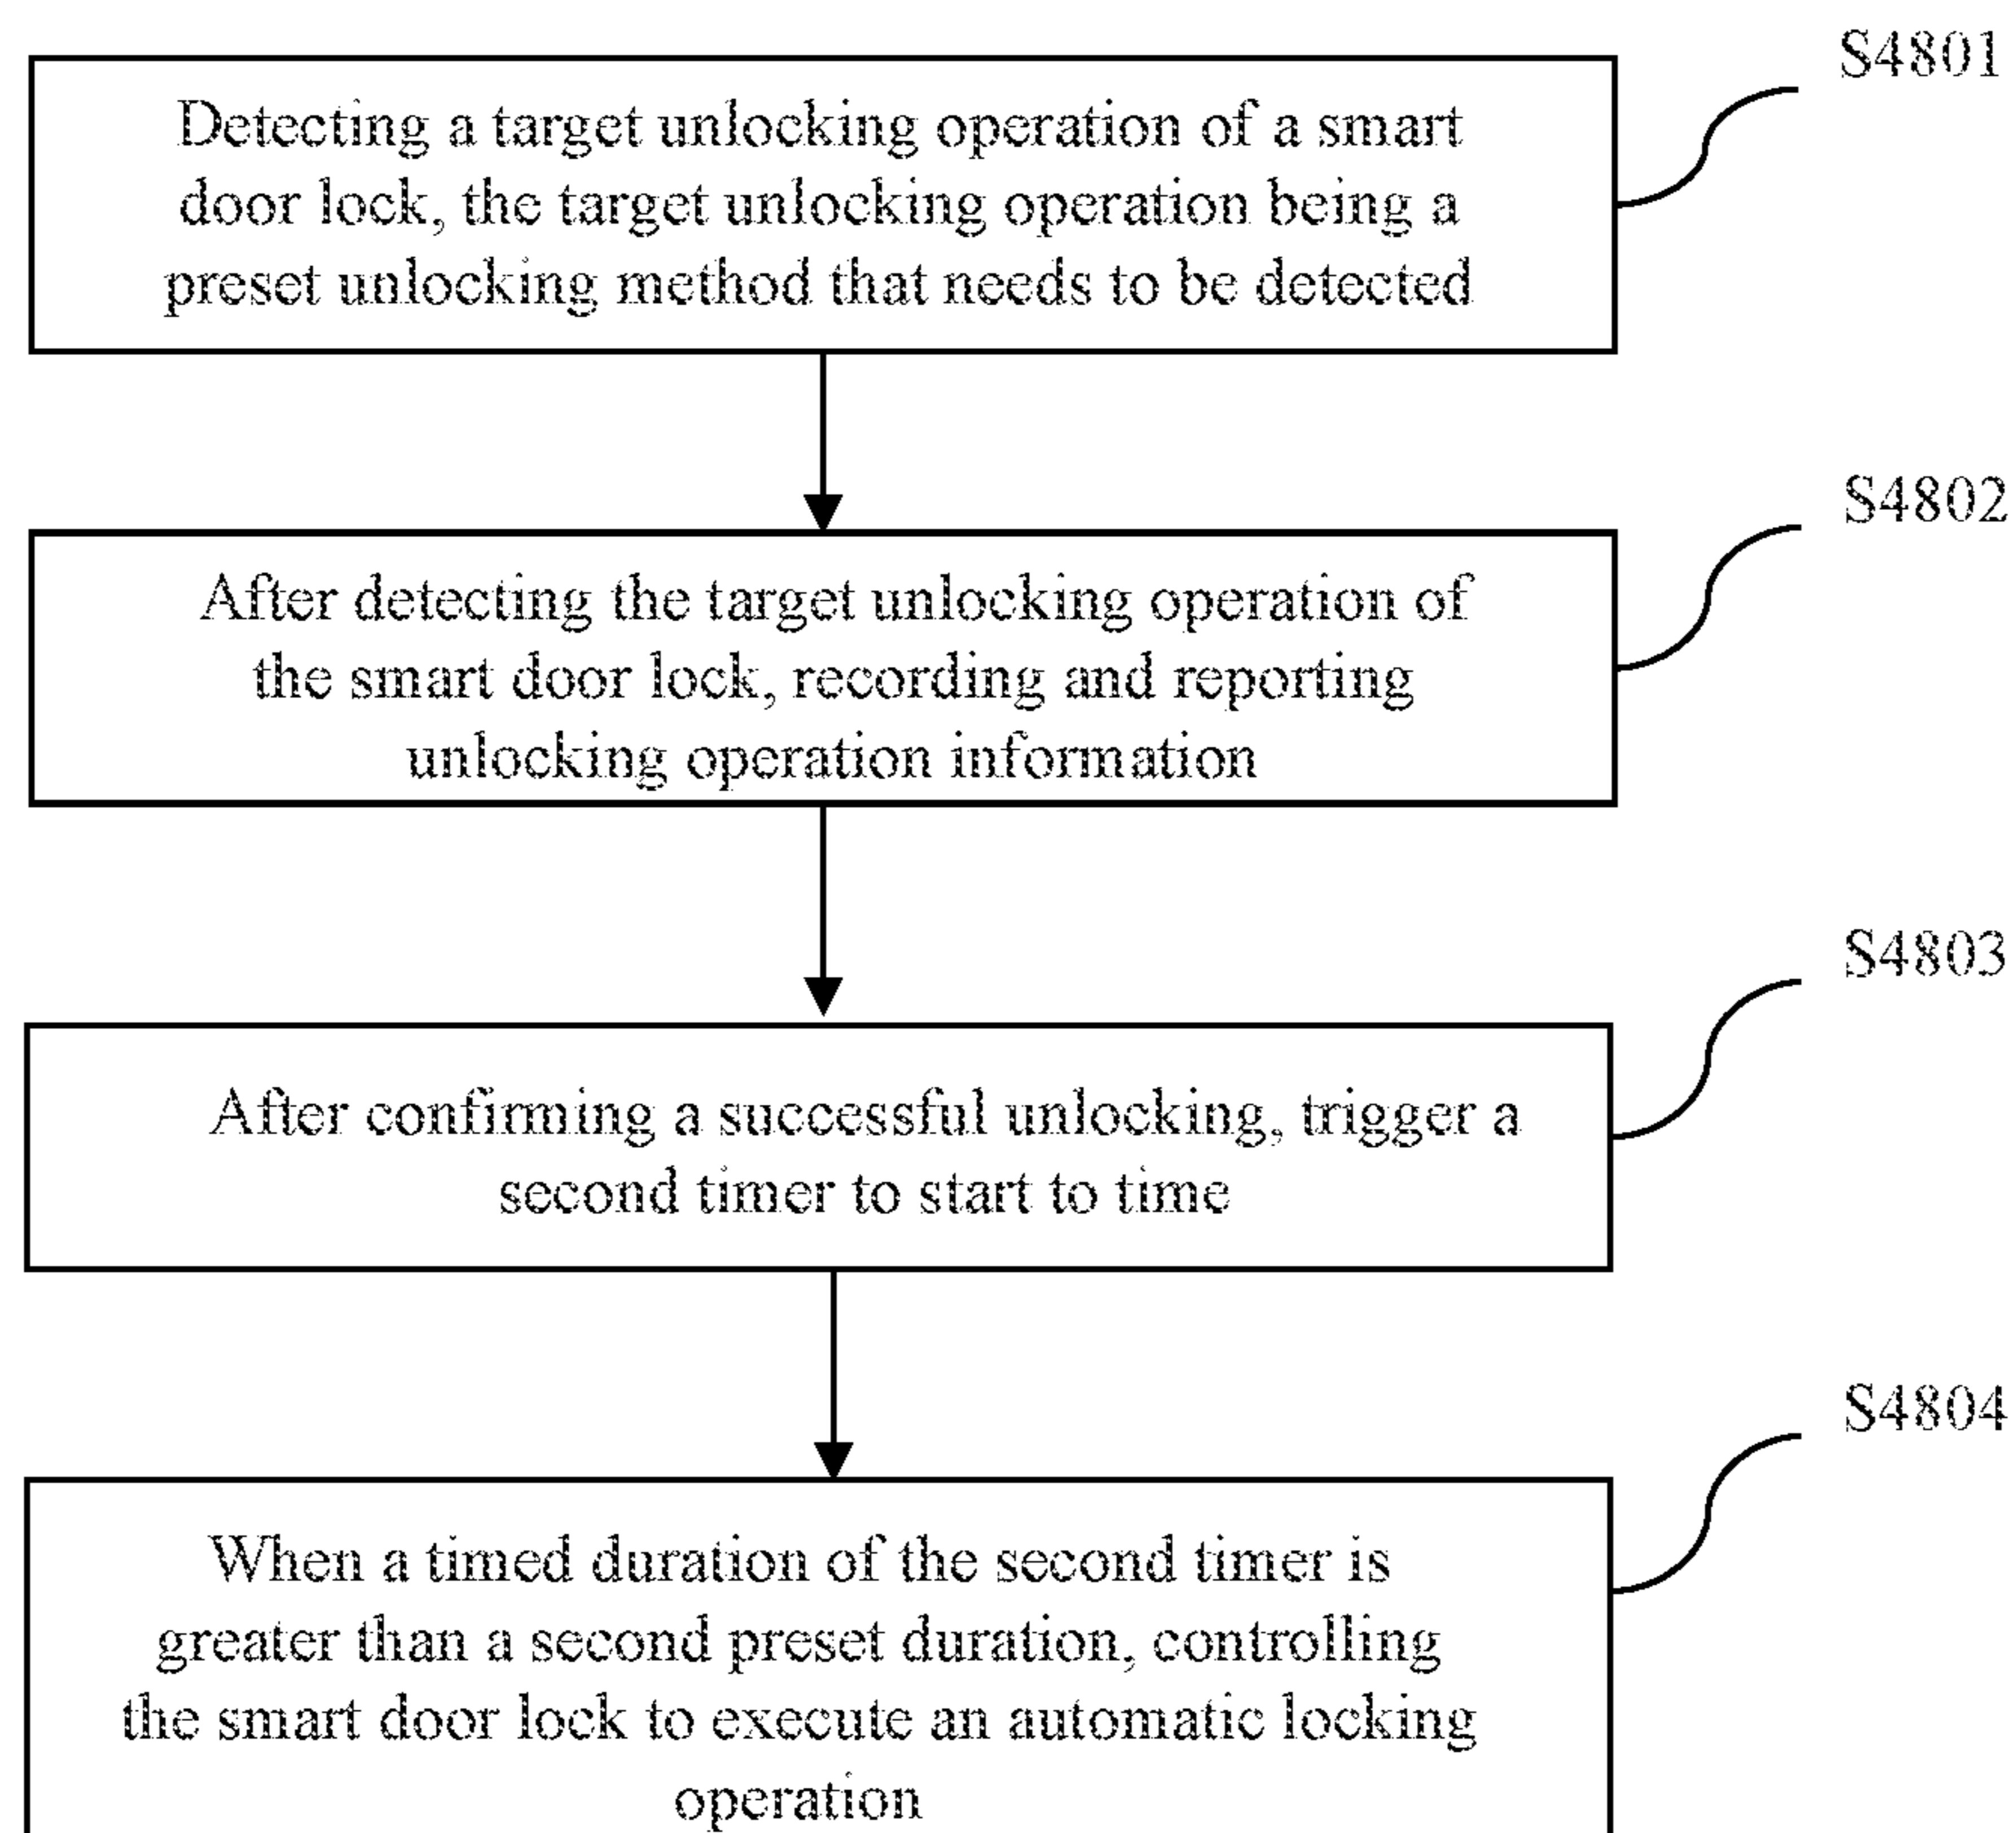 S4801
Detecting a target unlocking operation of a smart
door lock, the target unlocking operation being a
preset unlocking method that needs to be detected
S4802
After detecting the target unlocking operation of
the smart door lock, recording and reporting
unlocking operation information
S4803
After confirming a successful unlocking, trigger a
second timer to start to time
S4804
When a timed duration of the second timer is
greater than a second preset duration, controlling
the smart door lock to execute an automatic locking
operation